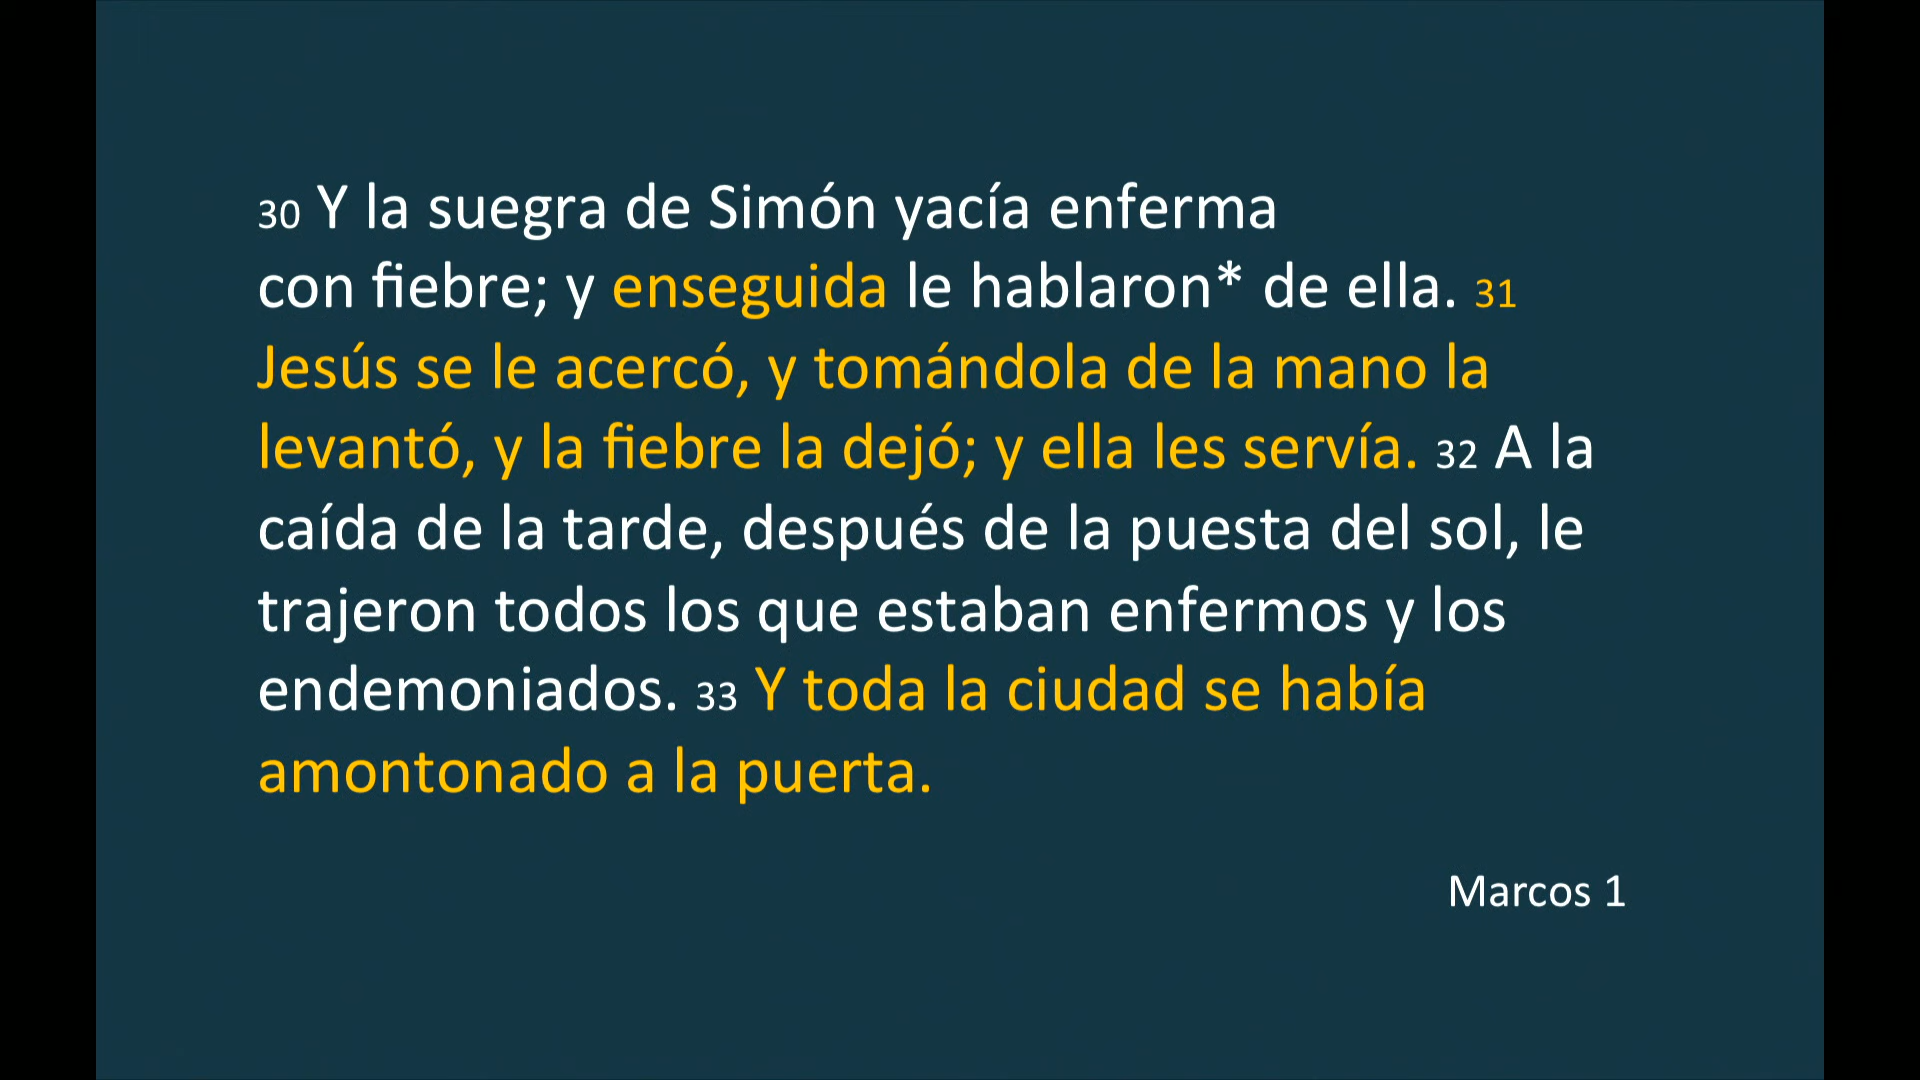 30 Y la suegra de Simón yacía enferma
con fiebre; y enseguida le hablaron* de ella. 31
Jesús se le acercó, y tomándola de la mano la
levantó, y la fiebre la dejó; y ella les servía. 32 A la
caída de la tarde, después de la puesta del sol, le
trajeron todos los que estaban enfermos y los
endemoniados. 33 Y toda la ciudad se había
amontonado a la puerta.
Marcos 1